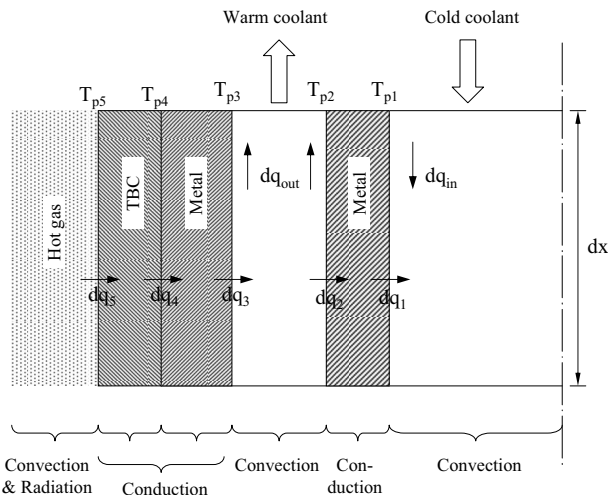 Warm coolant
Cold coolant
T_p5
T_p4
T_p3
T_p2
T_p1
Hot gas
TBC
Metal
dq_out
Metal
dq_in
dx
dq_5
dq_4
dq_3
dq_2
dq_1
Convection
& Radiation
Conduction
Convection
Con-
duction
Convection